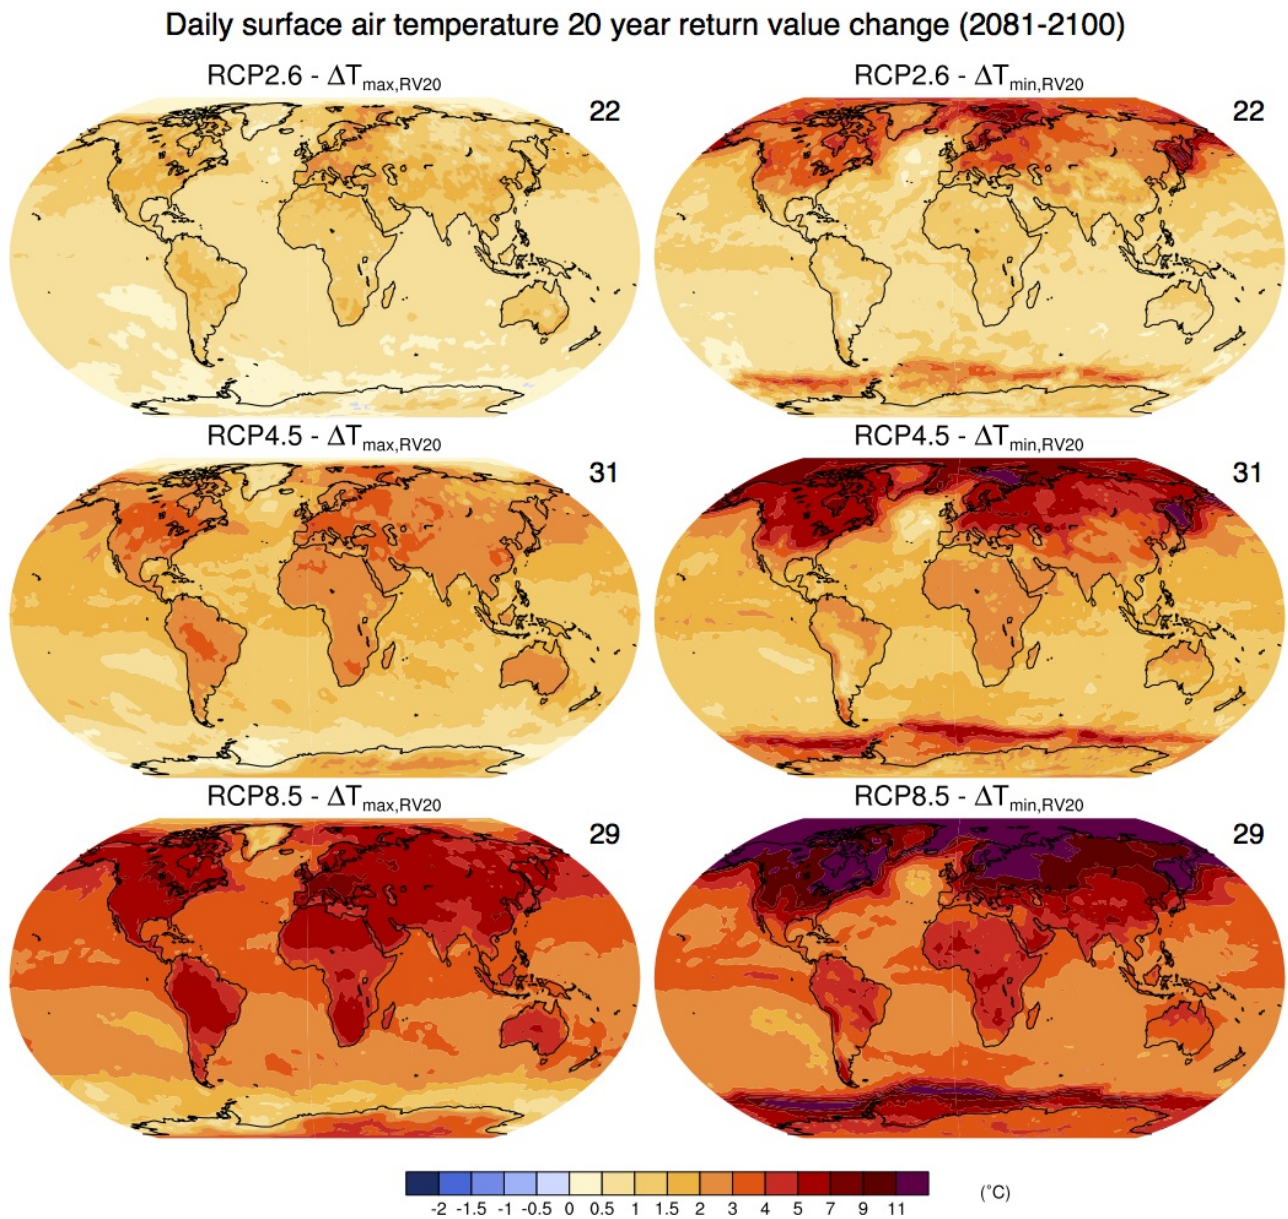 Daily surface air temperature 20 year return value change (2081-2100)
RCP2.6 - ΔTmax,RV20
22
RCP2.6 - ΔTmin,RV20
22
RCP4.5 - ΔTmax,RV20
31
RCP4.5 - ΔTmin,RV20
31
RCP8.5 - ΔTmax,RV20
29
RCP8.5 - ΔTmin,RV20
29
-2 -1.5 -1 -0.5 0 0.5 1 1.5 2 3 4 5 7 9 11 (°C)